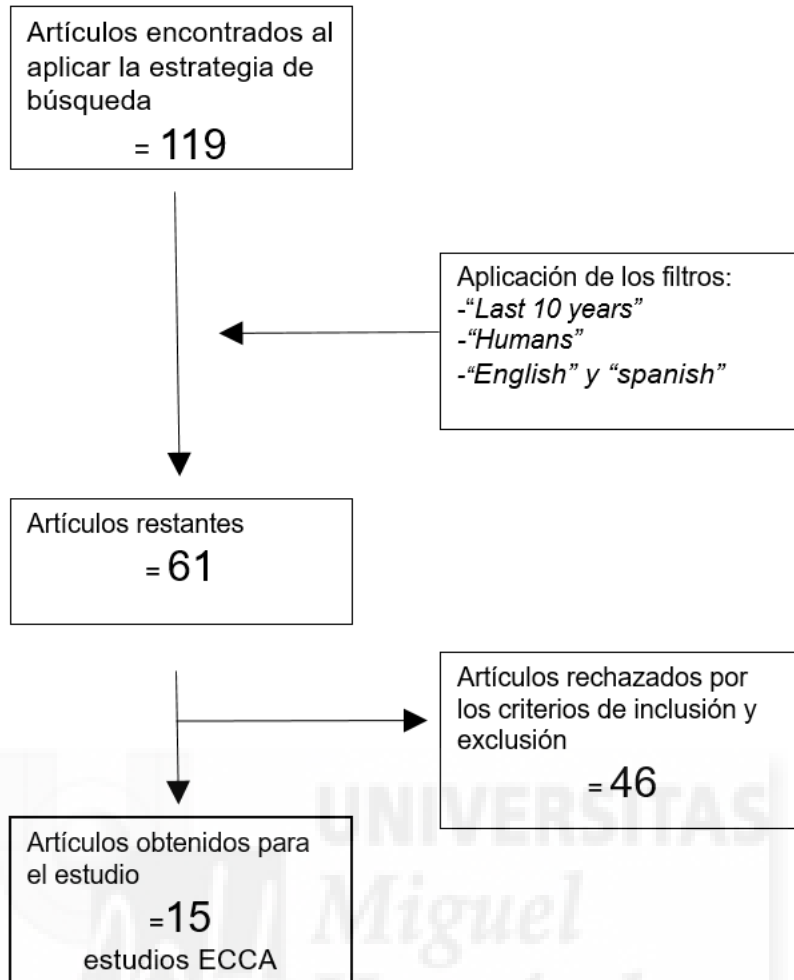 Artículos encontrados al
aplicar la estrategia de
búsqueda
= 119
Aplicación de los filtros:
-“Last 10 years”
-“Humans”
-“English” y “spanish”
Artículos restantes
= 61
Artículos rechazados por
los criterios de inclusión y
exclusión
= 46
Artículos obtenidos para
el estudio
=15
estudios ECCA
UNIVERSITAS
Miguel